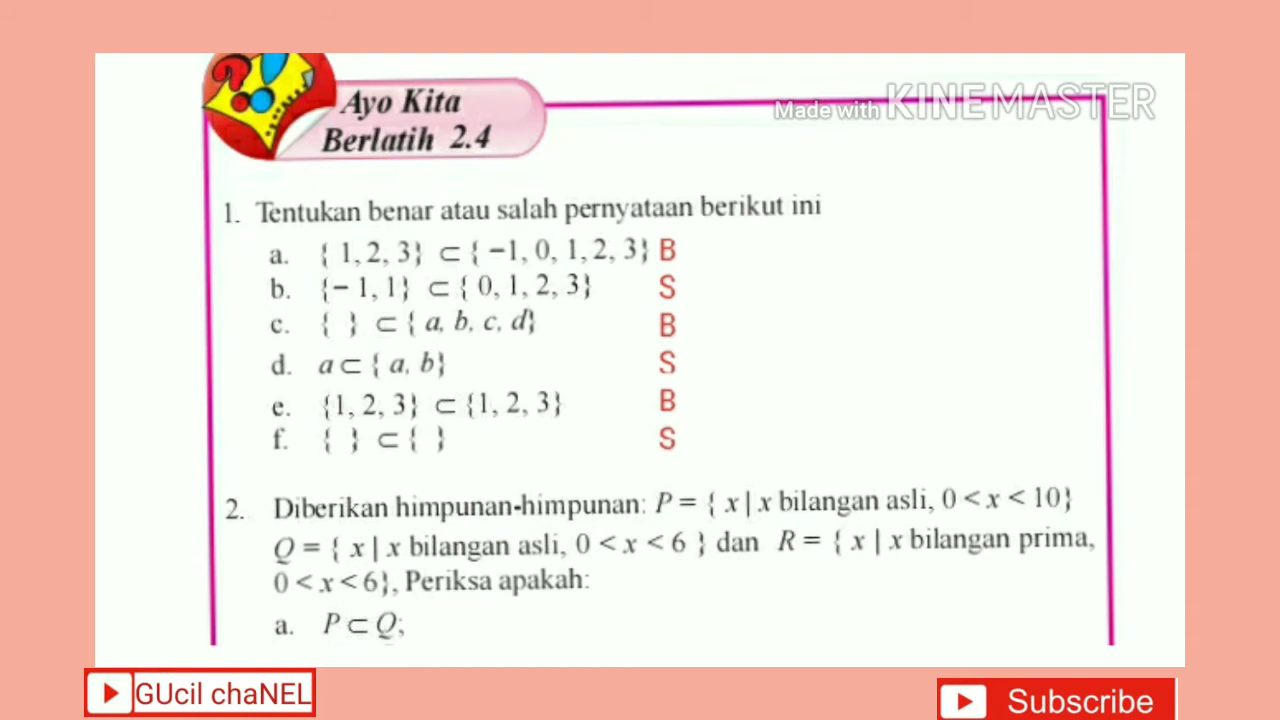 Ayo Kita
Berlatih 2.4
Made with KINEMASTER
1. Tentukan benar atau salah pernyataan berikut ini
a. { 1, 2, 3} ⊂ { −1, 0, 1, 2, 3} B
b. {− 1, 1} ⊂ { 0, 1, 2, 3} S
c. { } ⊂ { a, b, c, d} B
d. a ⊂ { a, b} S
e. {1, 2, 3} ⊂ {1, 2, 3} B
f. { } ⊂ { } S
2. Diberikan himpunan-himpunan: P = { x | x bilangan asli, 0 < x < 10}
Q = { x | x bilangan asli, 0 < x < 6 } dan R = { x | x bilangan prima,
0 < x < 6}, Periksa apakah:
a. P ⊂ Q;
GUcil chaNEL
Subscribe